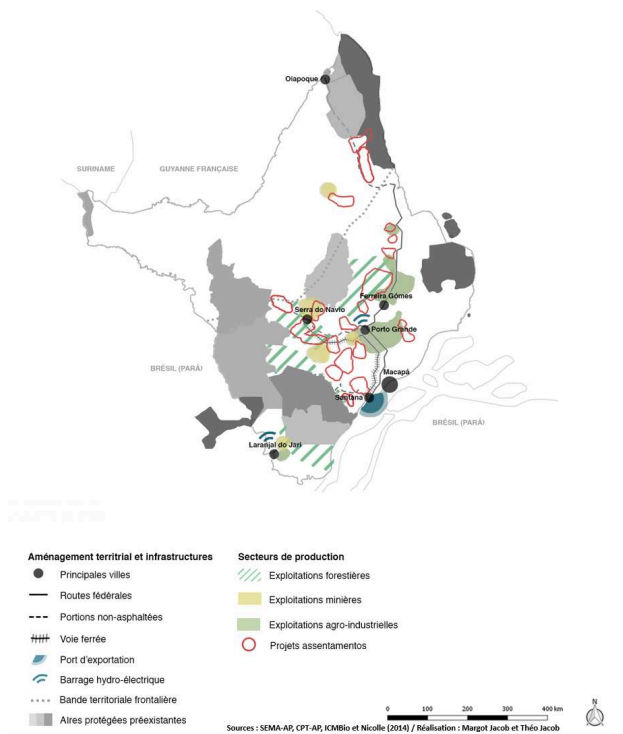 Oiapoque
SURINAME
GUYANNE FRANÇAISE
Ferreira Gómes
Serra do Navio
Porto Grande
BRÉSIL (PARÁ)
Macapá
Santana
BRÉSIL (PARÁ)
Laranjal do Jari
Aménagement territrial et infrastructures
Principales villes
Routes fédérales
Portions non-asphaltées
Voie ferrée
Port d'exportation
Barrage hydro-électrique
Bande territoriale frontalière
AIres protégées préexistantes
Secteurs de production
Exploitations forestières
Exploitations minières
Exploitations agro-industrielles
Projets assentamentos
0 100 200 300 400 km
N
Sources : SEMA-AP, CPT-AP, ICMBio et Nicolle (2014) / Réalisation : Margot Jacob et Théo Jacob